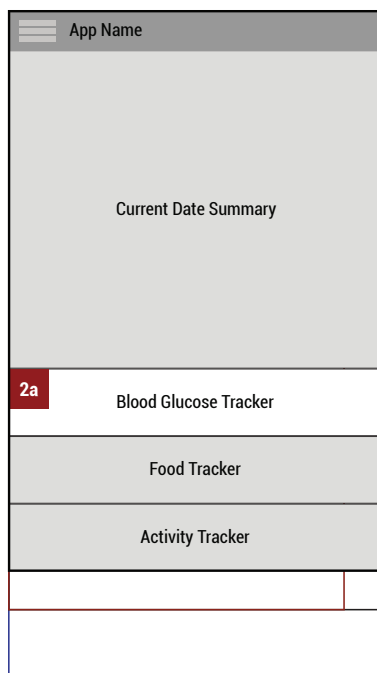 App Name
Current Date Summary
2a
Blood Glucose Tracker
Food Tracker
Activity Tracker